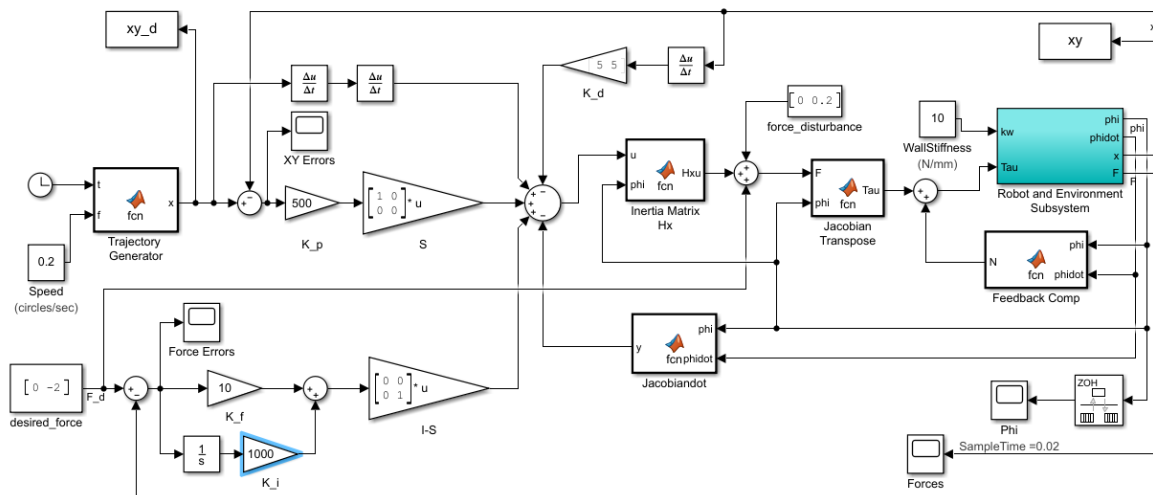 xy_d
xy
x
Δu
Δt
Δu
Δt
5 5
K_d
Δu
Δt
XY Errors
[ 0 0.2 ]
force_disturbance
10
WallStiffness
(N/mm)
kw
Tau
phi
phidot
x
F
phi
F
Robot and Environment
Subsystem
t
f
fcn
x
Trajectory
Generator
0.2
Speed
(circles/sec)
+
−
500
K_p
1 0
0 0
* u
S
+
−
−
+
+
−
u
phi
fcn
Hxu
Inertia Matrix
Hx
+
+
+
F
phi
fcn
Tau
Jacobian
Transpose
+
+
N
fcn
phi
phidot
Feedback Comp
y
fcn
phi
phidot
Jacobiandot
Force Errors
[ 0 -2 ]
F_d
desired_force
+
−
10
K_f
1
s
1000
K_i
+
+
0 0
0 1
* u
I-S
Phi
ZOH
SampleTime =0.02
Forces